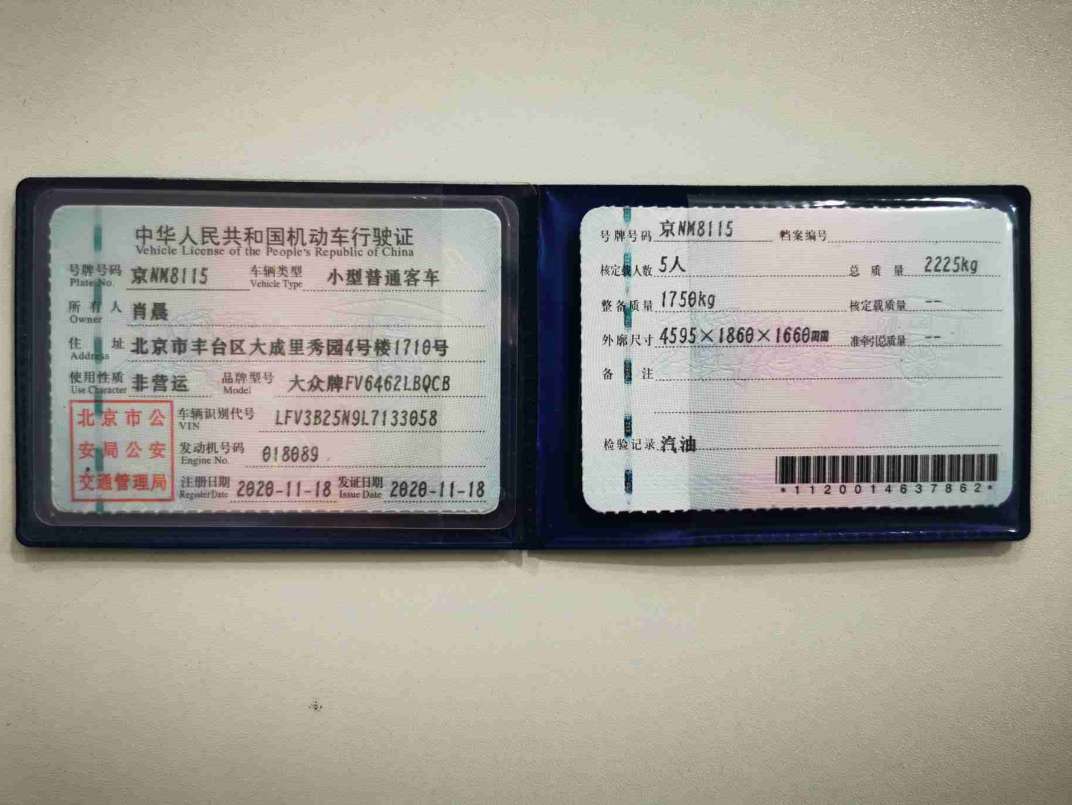 中华人民共和国机动车行驶证
Vehicle License of the People's Republic of China
号牌号码 京NM8115 车辆类型 小型普通客车
Plate No. Vehicle Type
所有人 肖晨
Owner
住址 北京市丰台区大成里秀园4号楼1710号
Address
使用性质 非营运 品牌型号 大众牌FV6462LBQCB
Use Character Model
北京市公
安局公安
交通管理局
车辆识别代号 LFV3B25N9L7133058
VIN
发动机号码 018089
Engine No.
注册日期 2020-11-18 发证日期 2020-11-18
Register Date Issue Date
号牌号码 京NM8115 档案编号
核定载人数 5人 总质量 2225kg
整备质量 1750kg 核定载质量 --
外廓尺寸 4595×1860×1660 准牵引总质量 --
备注
检验记录 汽油
*1120014637862*